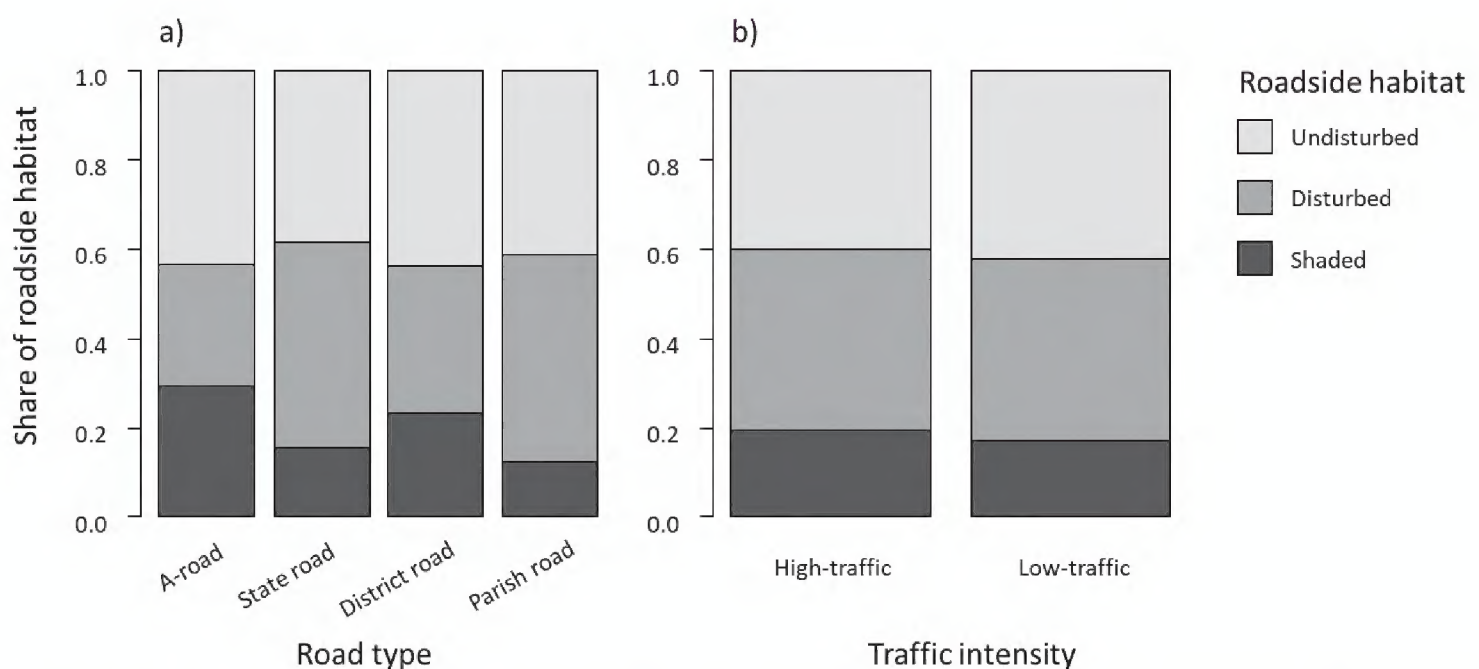 a)
Share of roadside habitat
1.0
0.8
0.6
0.4
0.2
0.0
A-road
State road
District road
Parish road
Road type
b)
1.0
0.8
0.6
0.4
0.2
0.0
High-traffic
Low-traffic
Traffic intensity
Roadside habitat
Undisturbed
Disturbed
Shaded